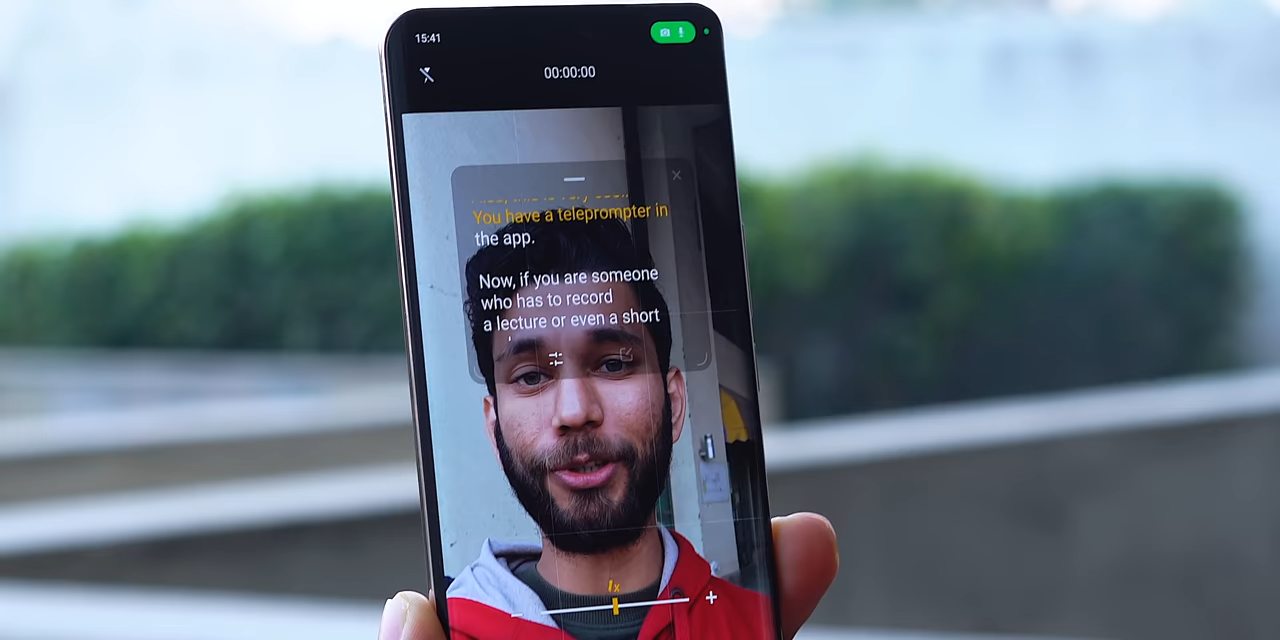 15:41
00:00:00
You have a teleprompter in
the app.
Now, if you are someone
who has to record
a lecture or even a short
1x